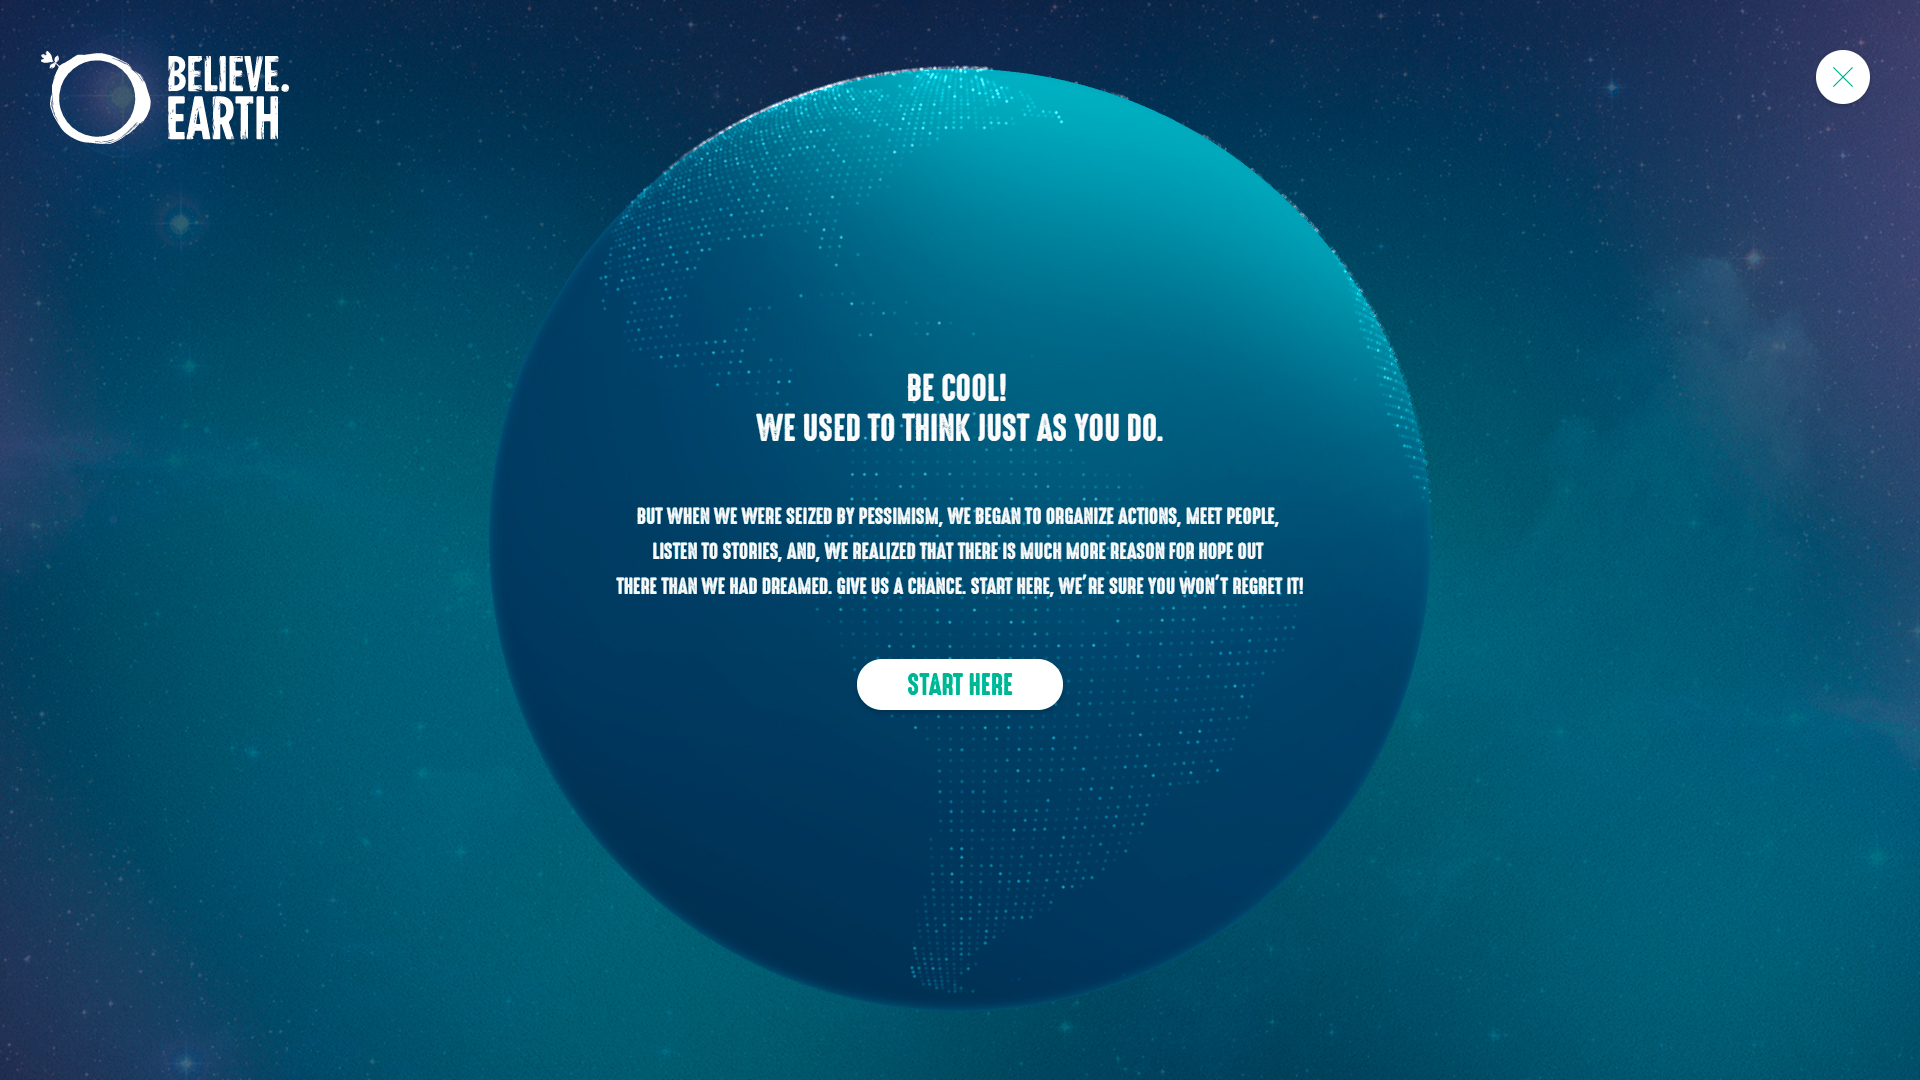 BELIEVE.
EARTH
BE COOL!
WE USED TO THINK JUST AS YOU DO.
BUT WHEN WE WERE SEIZED BY PESSIMISM, WE BEGAN TO ORGANIZE ACTIONS, MEET PEOPLE,
LISTEN TO STORIES, AND, WE REALIZED THAT THERE IS MUCH MORE REASON FOR HOPE OUT
THERE THAN WE HAD DREAMED. GIVE US A CHANCE. START HERE, WE'RE SURE YOU WON'T REGRET IT!
START HERE